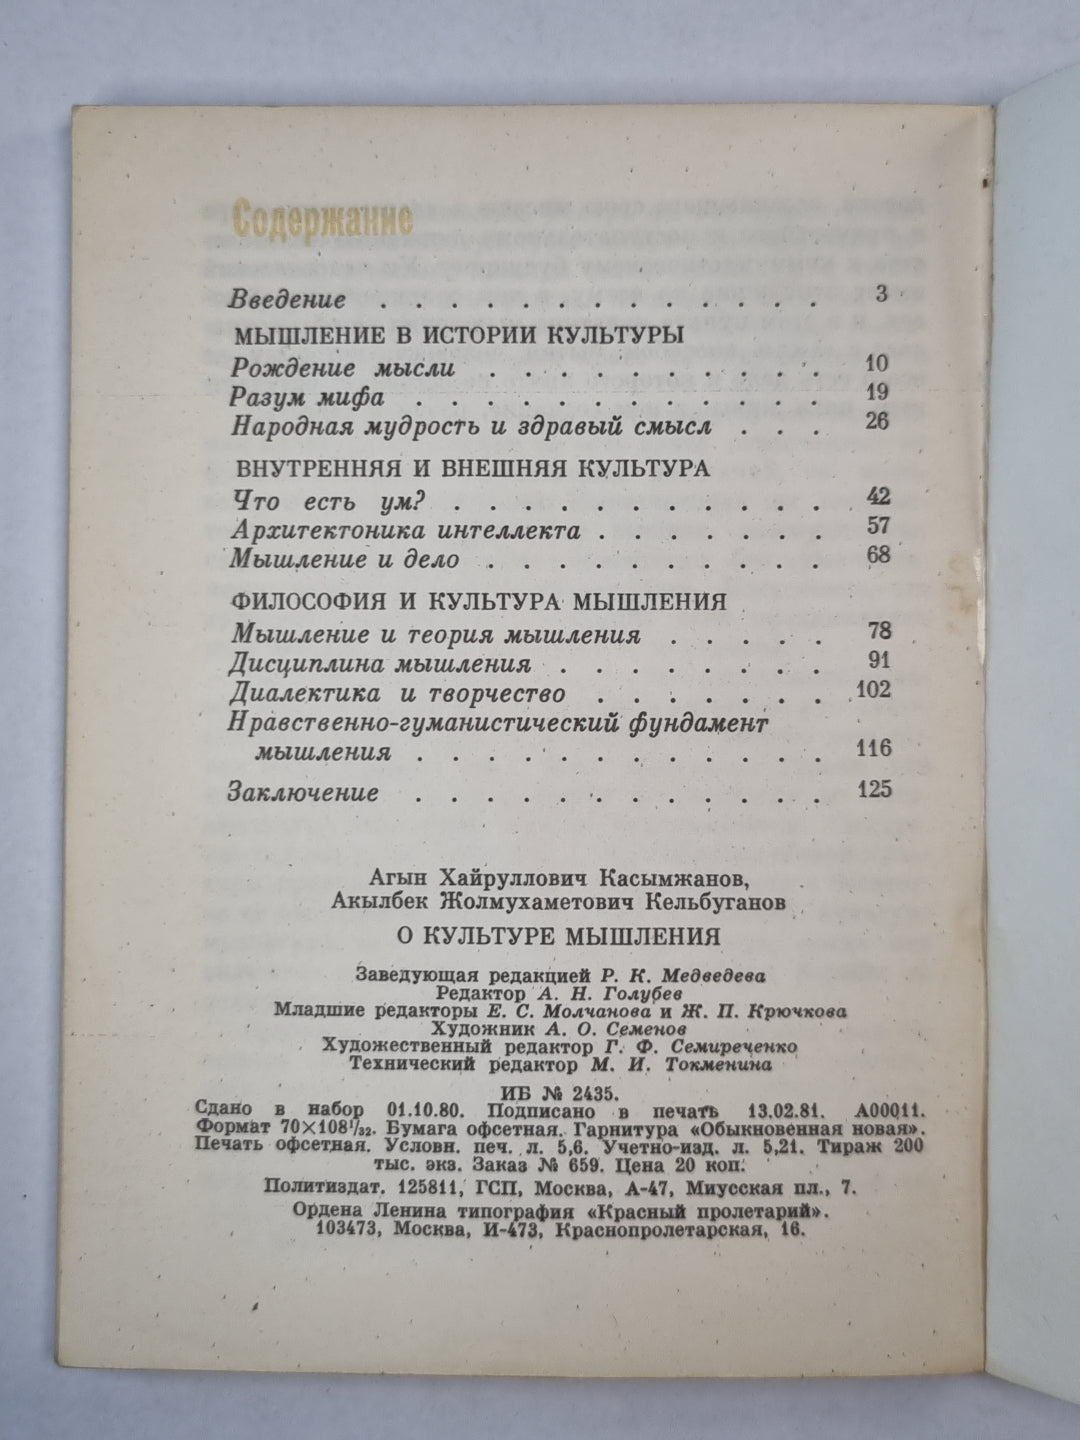 Содержание
Введение . . . . . . . . . . . . . 3
МЫШЛЕНИЕ В ИСТОРИИ КУЛЬТУРЫ
Рождение мысли . . . . . . . . . . 10
Разум мифа . . . . . . . . . . . . 19
Народная мудрость и здравый смысл . . . 26
ВНУТРЕННЯЯ И ВНЕШНЯЯ КУЛЬТУРА
Что есть ум? . . . . . . . . . . . 42
Архитектоника интеллекта . . . . . . . 57
Мышление и дело . . . . . . . . . . 68
ФИЛОСОФИЯ И КУЛЬТУРА МЫШЛЕНИЯ
Мышление и теория мышления . . . . . 78
Дисциплина мышления . . . . . . . . 91
Диалектика и творчество . . . . . . . 102
Нравственно-гуманистический фундамент
мышления . . . . . . . . . . . . 116
Заключение . . . . . . . . . . . . 125
Агын Хайруллович Касымжанов,
Акылбек Жолмухаметович Кельбуганов
О КУЛЬТУРЕ МЫШЛЕНИЯ
Заведующая редакцией Р. К. Медведева
Редактор А. Н. Голубев
Младшие редакторы Е. С. Молчанова и Ж. П. Крючкова
Художник А. О. Семенов
Художественный редактор Г. Ф. Семиреченко
Технический редактор М. И. Токменина
ИБ № 2435.
Сдано в набор 01.10.80. Подписано в печать 13.02.81. А00011.
Формат 70×108¹/₃₂. Бумага офсетная. Гарнитура «Обыкновенная новая».
Печать офсетная. Условн. печ. л. 5,6. Учетно-изд. л. 5,21. Тираж 200
тыс. экз. Заказ № 659. Цена 20 коп.
Политиздат. 125811, ГСП, Москва, А-47, Миусская пл., 7.
Ордена Ленина типография «Красный пролетарий».
103473, Москва, И-473, Краснопролетарская, 16.